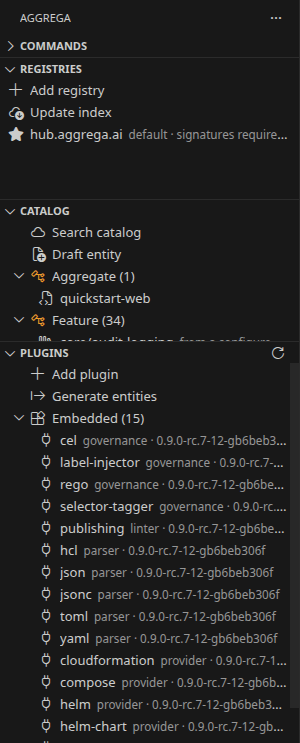 AGGREGA
COMMANDS
REGISTRIES
Add registry
Update index
hub.aggrega.ai default · signatures require...
CATALOG
Search catalog
Draft entity
Aggregate (1)
quickstart-web
Feature (34)
PLUGINS
Add plugin
Generate entities
Embedded (15)
cel governance · 0.9.0-rc.7-12-gb6beb3...
label-injector governance · 0.9.0-rc.7-...
rego governance · 0.9.0-rc.7-12-gb6be...
selector-tagger governance · 0.9.0-rc....
publishing linter · 0.9.0-rc.7-12-gb6be...
hcl parser · 0.9.0-rc.7-12-gb6beb306f
json parser · 0.9.0-rc.7-12-gb6beb306f
jsonc parser · 0.9.0-rc.7-12-gb6beb306f
toml parser · 0.9.0-rc.7-12-gb6beb306f
yaml parser · 0.9.0-rc.7-12-gb6beb306f
cloudformation provider · 0.9.0-rc.7-1...
compose provider · 0.9.0-rc.7-12-gb6b...
helm provider · 0.9.0-rc.7-12-gb6beb3...
helm-chart provider · 0.9.0-rc.7-12-gb...